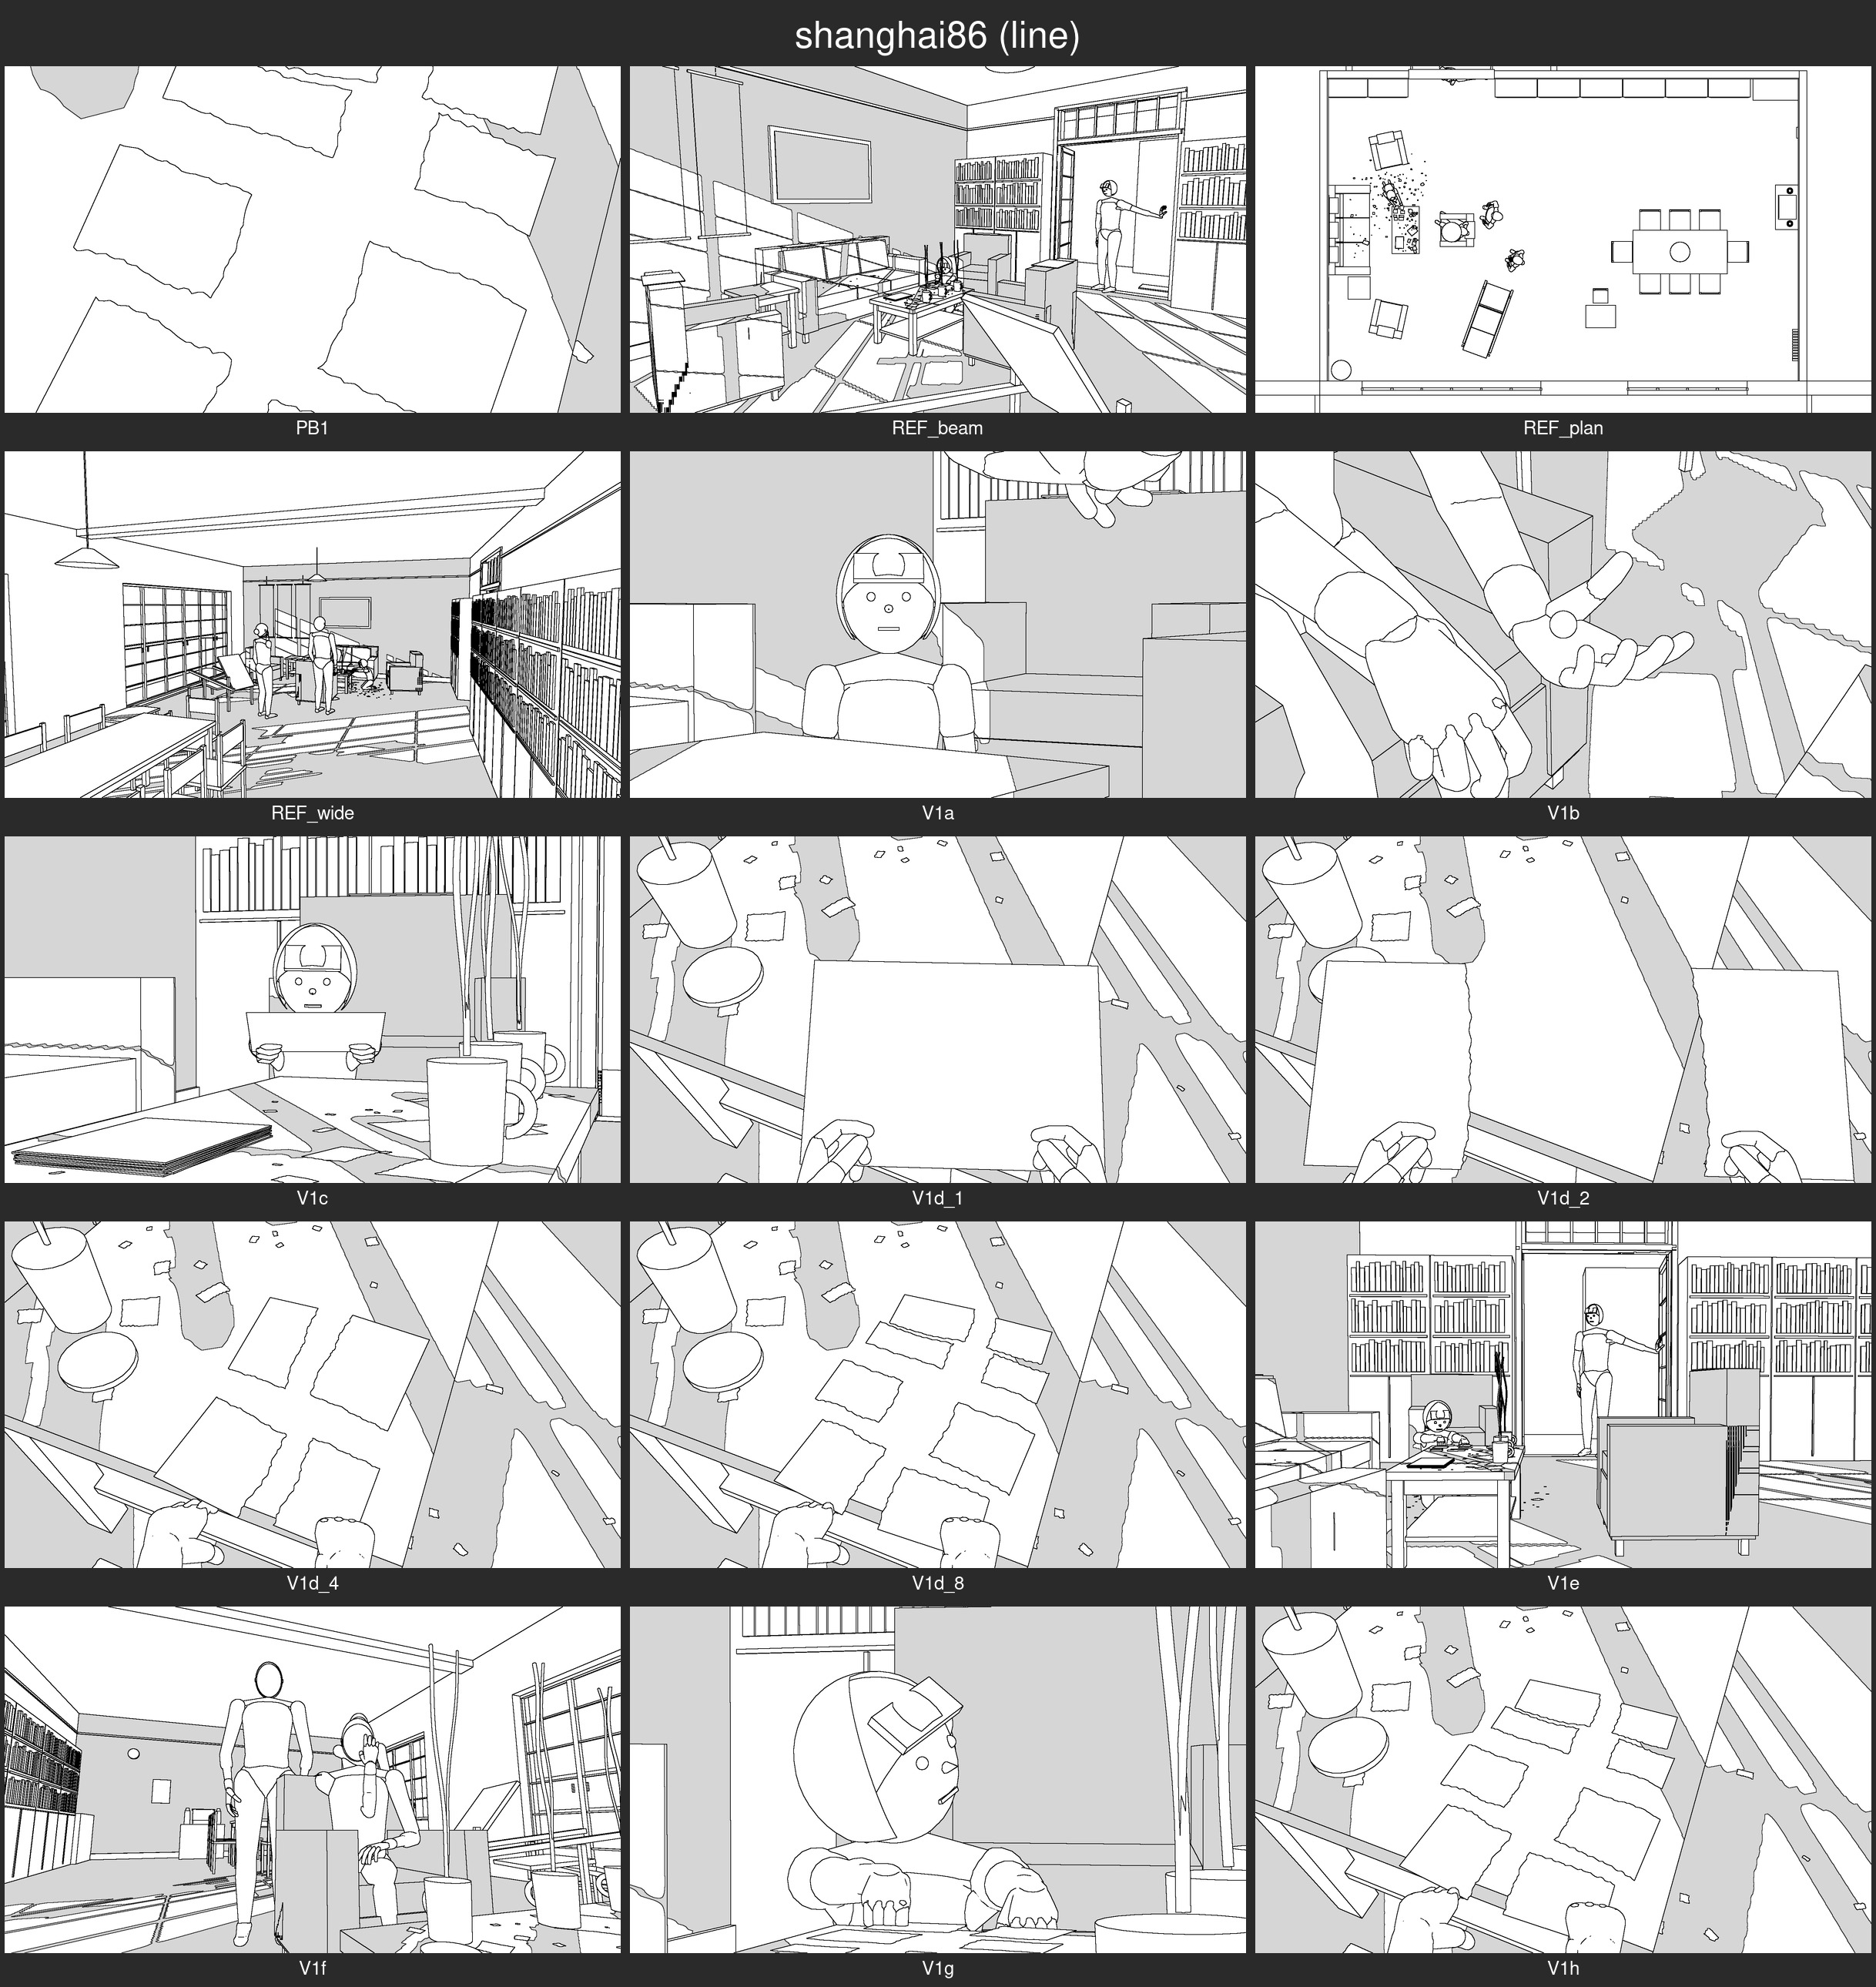 shanghai86 (line)
PB1
REF_beam
REF_plan
REF_wide
V1a
V1b
V1c
V1d_1
V1d_2
V1d_4
V1d_8
V1e
V1f
V1g
V1h